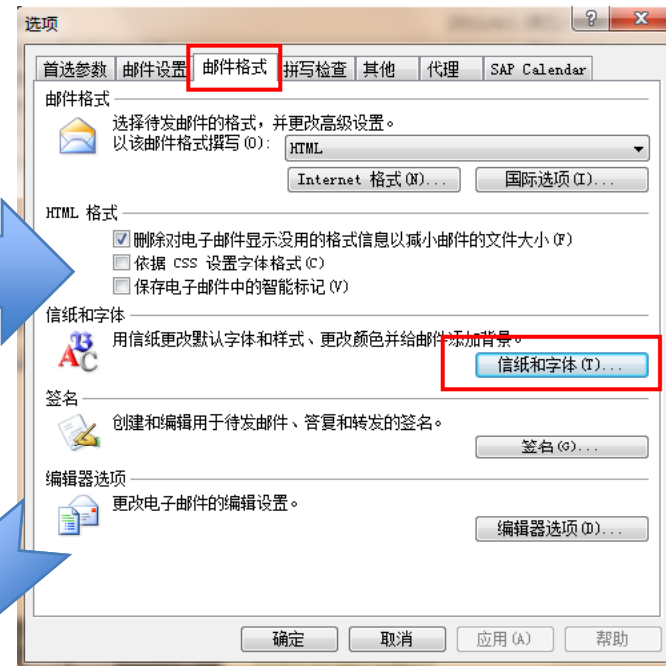 选项
首选参数 邮件设置 邮件格式 拼写检查 其他 代理 SAP Calendar
邮件格式
选择待发邮件的格式，并更改高级设置。
以该邮件格式撰写(O): HTML
Internet 格式(N)... 国际选项(I)...
HTML 格式
删除对电子邮件显示没用的格式信息以减小邮件的文件大小(F)
依据 CSS 设置字体格式(C)
保存电子邮件中的智能标记(V)
信纸和字体
用信纸更改默认字体和样式、更改颜色并给邮件添加背景。
信纸和字体(T)...
签名
创建和编辑用于待发邮件、答复和转发的签名。
签名(G)...
编辑器选项
更改电子邮件的编辑设置。
编辑器选项(D)...
确定 取消 应用(A) 帮助